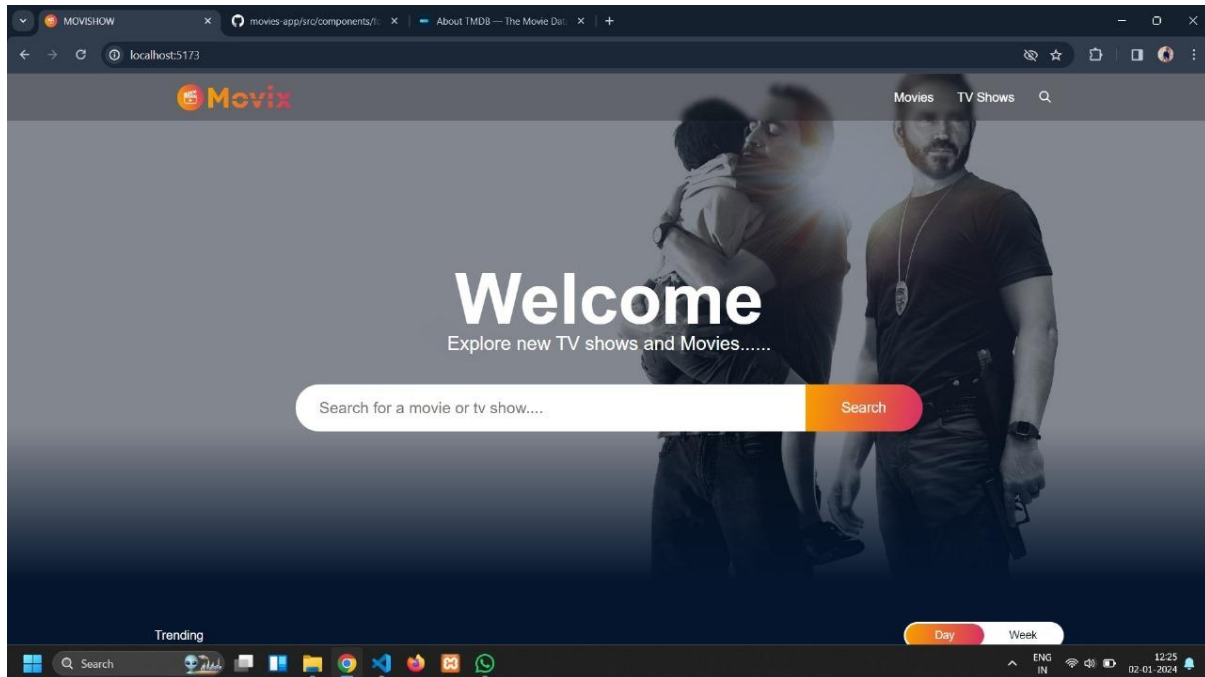 MOVISHOW
movies-app/src/components/fo
About TMDB — The Movie Dat
localhost:5173
Movix
Movies TV Shows
Welcome
Explore new TV shows and Movies......
Search for a movie or tv show....
Search
Trending
Day Week
Search
ENG
IN
12:25
02-01-2024